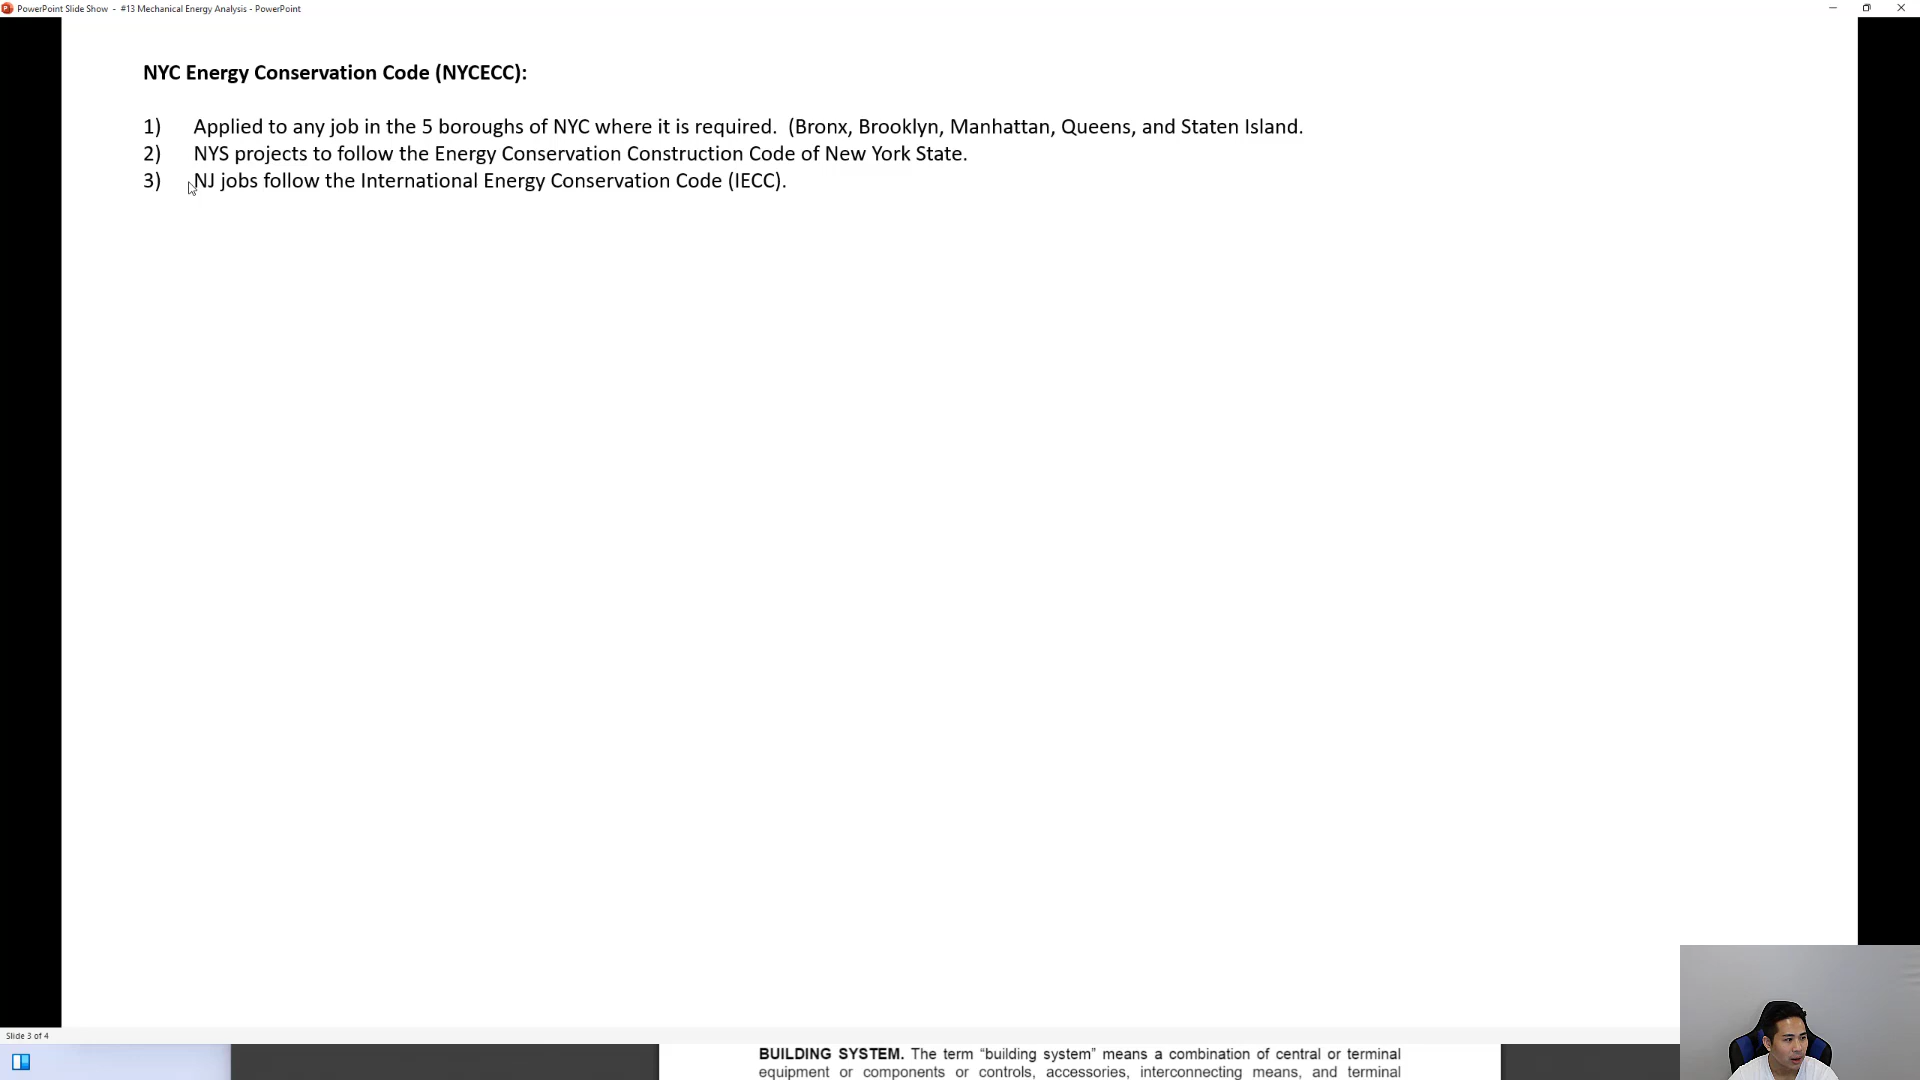 PowerPoint Slide Show - #13 Mechanical Energy Analysis - PowerPoint
NYC Energy Conservation Code (NYCECC):
1) Applied to any job in the 5 boroughs of NYC where it is required. (Bronx, Brooklyn, Manhattan, Queens, and Staten Island.
2) NYS projects to follow the Energy Conservation Construction Code of New York State.
3) NJ jobs follow the International Energy Conservation Code (IECC).
Slide 3 of 4
BUILDING SYSTEM. The term “building system” means a combination of central or terminal
equipment or components or controls, accessories, interconnecting means, and terminal